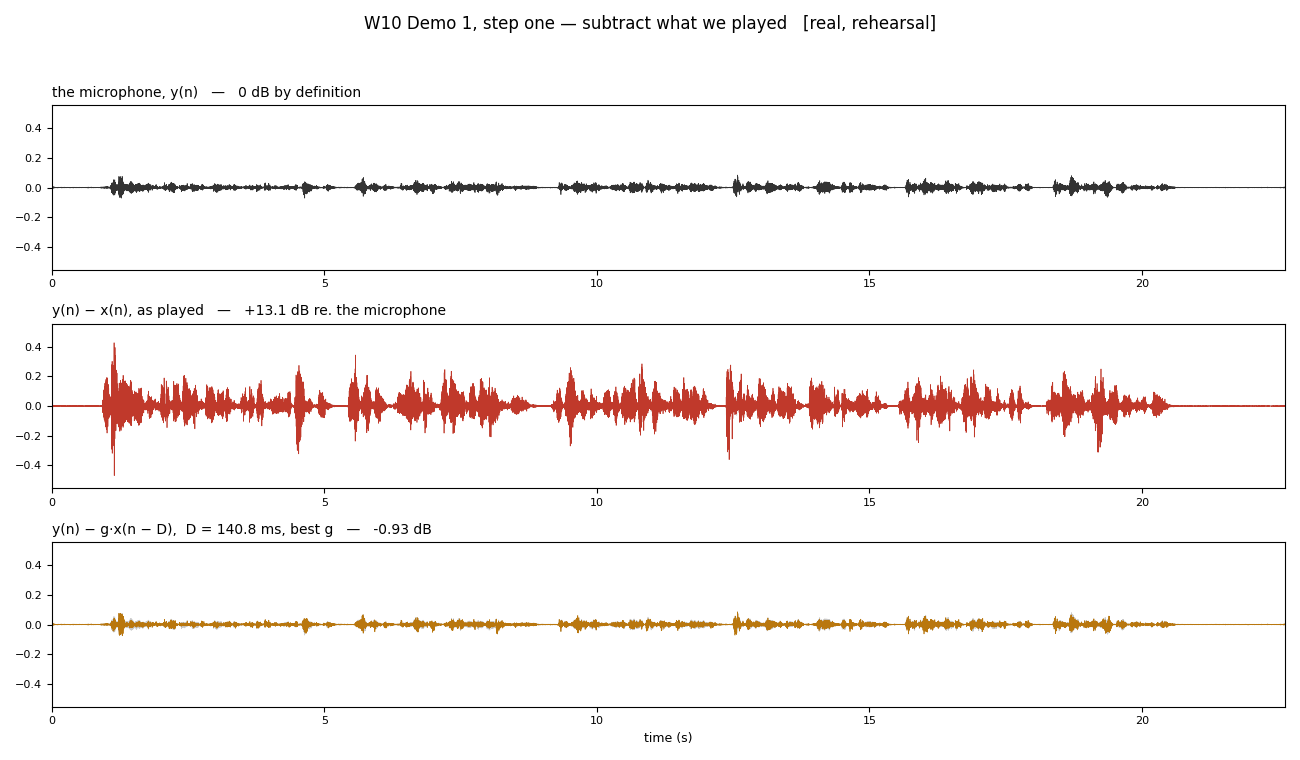 W10 Demo 1, step one — subtract what we played   [real, rehearsal]
the microphone, y(n)   —   0 dB by definition
0.4
0.2
0.0
−0.2
−0.4
0 5 10 15 20
y(n) − x(n), as played   —   +13.1 dB re. the microphone
0.4
0.2
0.0
−0.2
−0.4
0 5 10 15 20
y(n) − g·x(n − D),  D = 140.8 ms, best g   —   -0.93 dB
0.4
0.2
0.0
−0.2
−0.4
0 5 10 15 20
time (s)